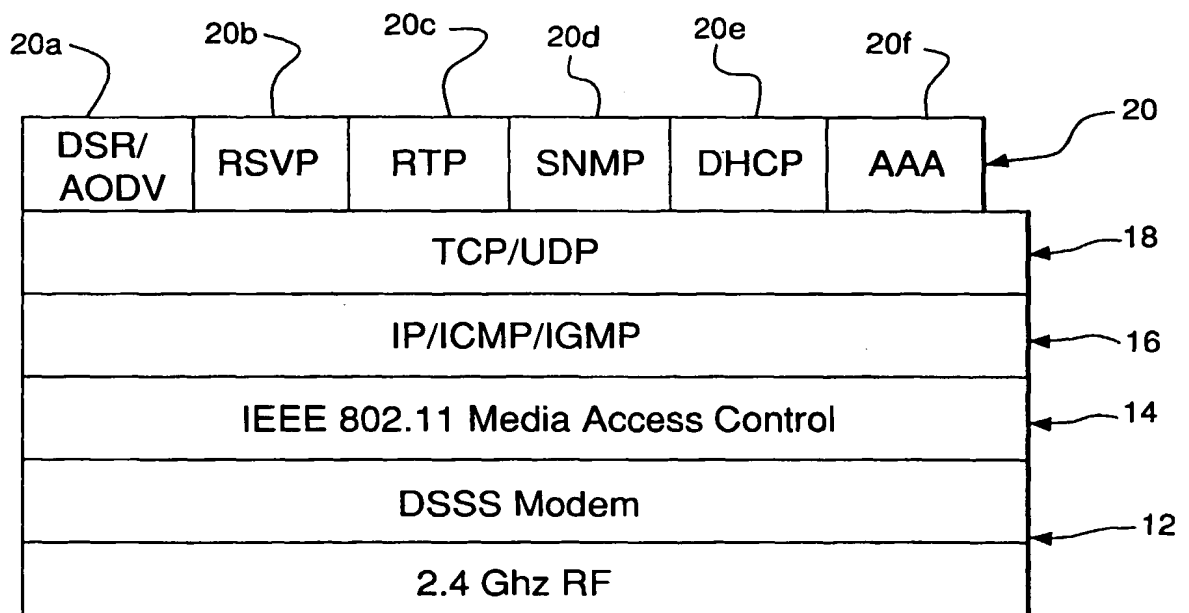 20a 20b 20c 20d 20e 20f
20
DSR/
AODV
RSVP
RTP
SNMP
DHCP
AAA
TCP/UDP
18
IP/ICMP/IGMP
16
IEEE 802.11 Media Access Control
14
DSSS Modem
12
2.4 Ghz RF